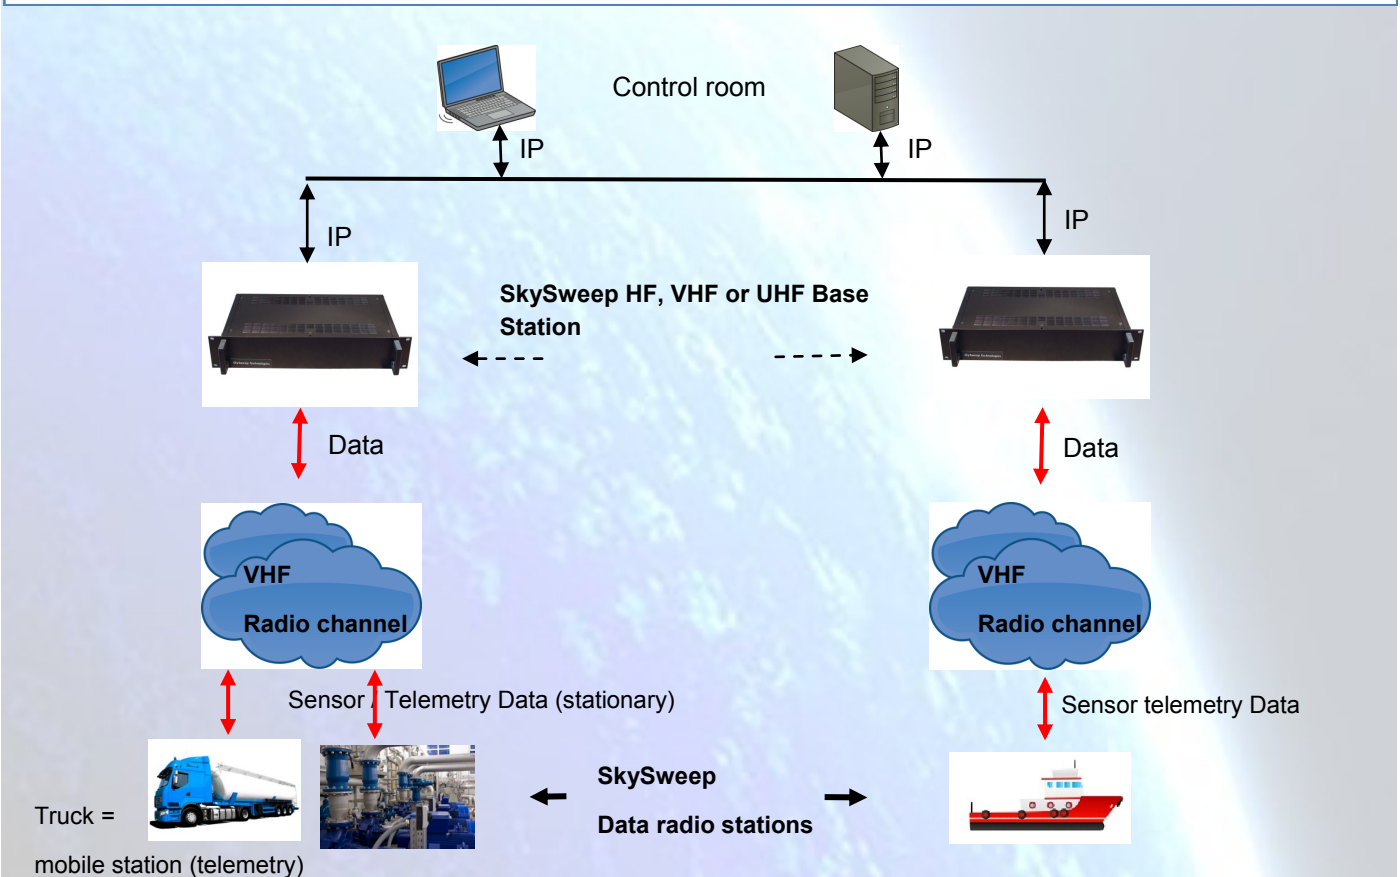 Control room
IP
IP
IP
IP
SkySweep HF, VHF or UHF Base
Station
Data
Data
VHF
Radio channel
VHF
Radio channel
Sensor / Telemetry Data (stationary)
Sensor telemetry Data
SkySweep
Data radio stations
Truck =
mobile station (telemetry)